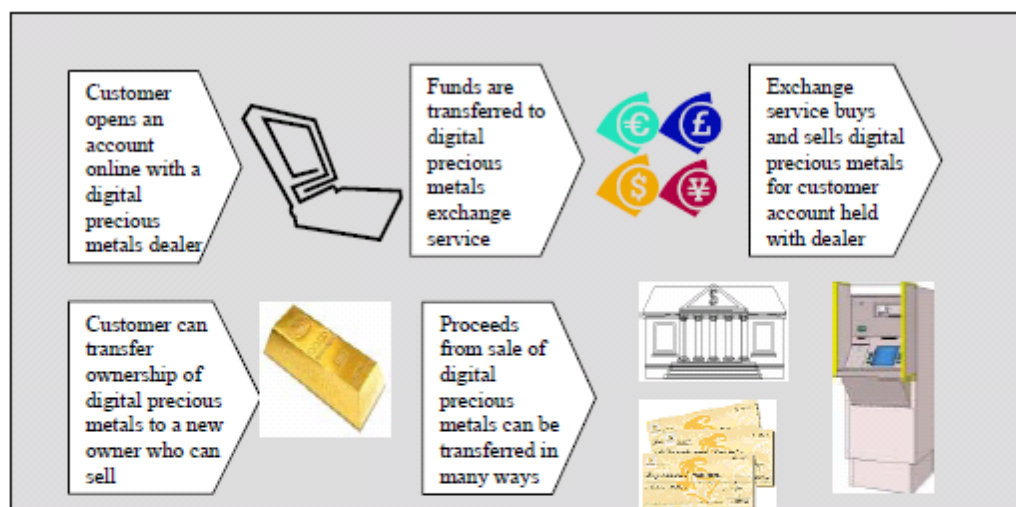 Customer
opens an
account
online with a
digital
precious
metals dealer
Funds are
transferred to
digital
precious
metals
exchange
service
€
£
$
¥
Exchange
service buys
and sells digital
precious metals
for customer
account held
with dealer
Customer can
transfer
ownership of
digital precious
metals to a new
owner who can
sell
Proceeds
from sale of
digital
precious
metals can be
transferred in
many ways
$